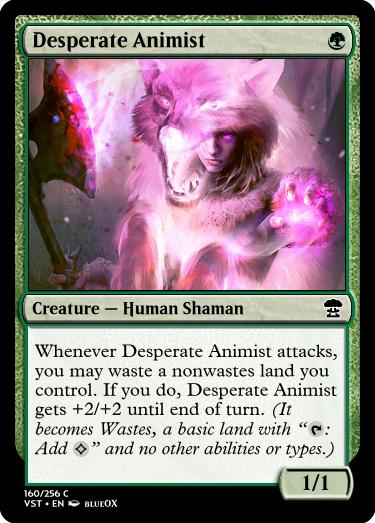 Desperate Animist
Creature — Human Shaman
Whenever Desperate Animist attacks,
you may waste a nonwastes land you
control. If you do, Desperate Animist
gets +2/+2 until end of turn. (It
becomes Wastes, a basic land with “:
Add ” and no other abilities or types.)
1/1
160/256 C
VST • EN BLUEOX